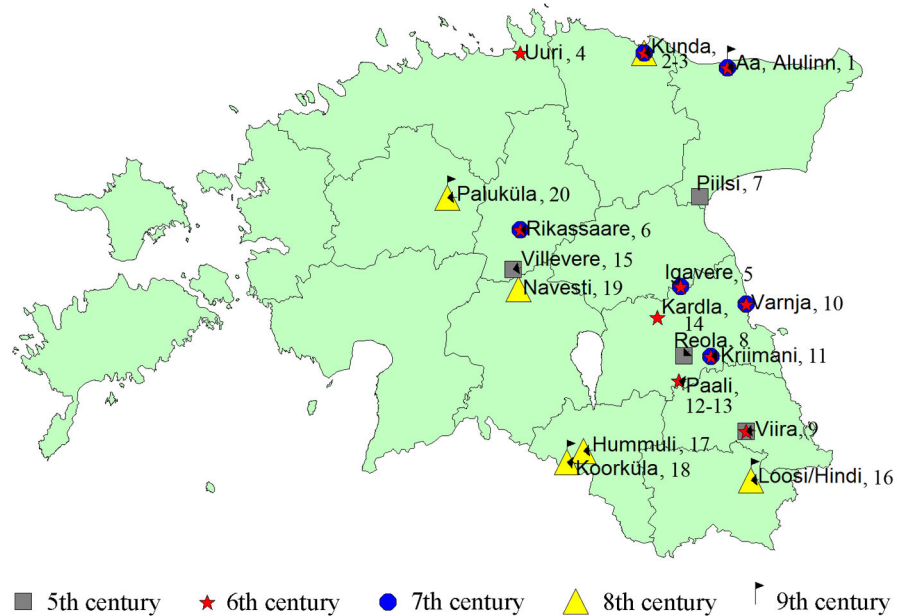 Uuri, 4
Kunda,
2-3
Aa, Alulinn, 1
Piilsi, 7
Paluküla, 20
Rikassaare, 6
Villevere, 15
Navesti, 19
Igavere, 5
Varnja, 10
Kardla,
14
Reola, 8
Kriimani, 11
Paali,
12-13
Viira, 9
Hummuli, 17
Koorküla, 18
Loosi/Hindi, 16
5th century 6th century 7th century 8th century 9th century